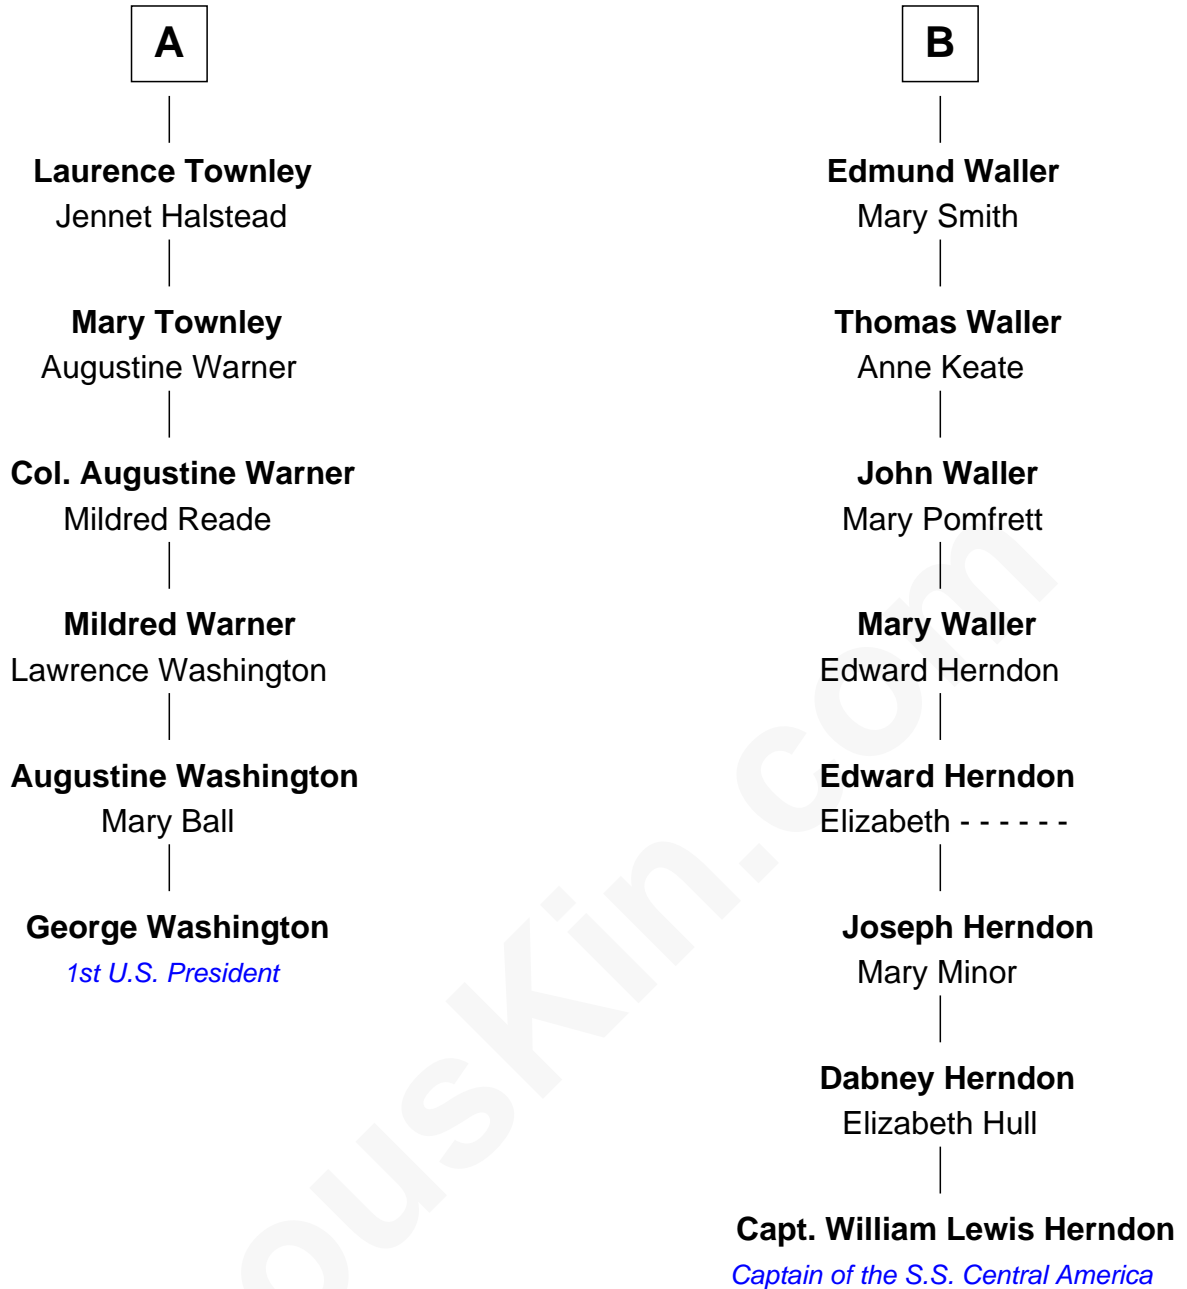 A
Laurence Townley
Jennet Halstead
Mary Townley
Augustine Warner
Col. Augustine Warner
Mildred Reade
Mildred Warner
Lawrence Washington
Augustine Washington
Mary Ball
George Washington
1st U.S. President
B
Edmund Waller
Mary Smith
Thomas Waller
Anne Keate
John Waller
Mary Pomfrett
Mary Waller
Edward Herndon
Edward Herndon
Elizabeth - - - - - -
Joseph Herndon
Mary Minor
Dabney Herndon
Elizabeth Hull
Capt. William Lewis Herndon
Captain of the S.S. Central America
ousKin.com